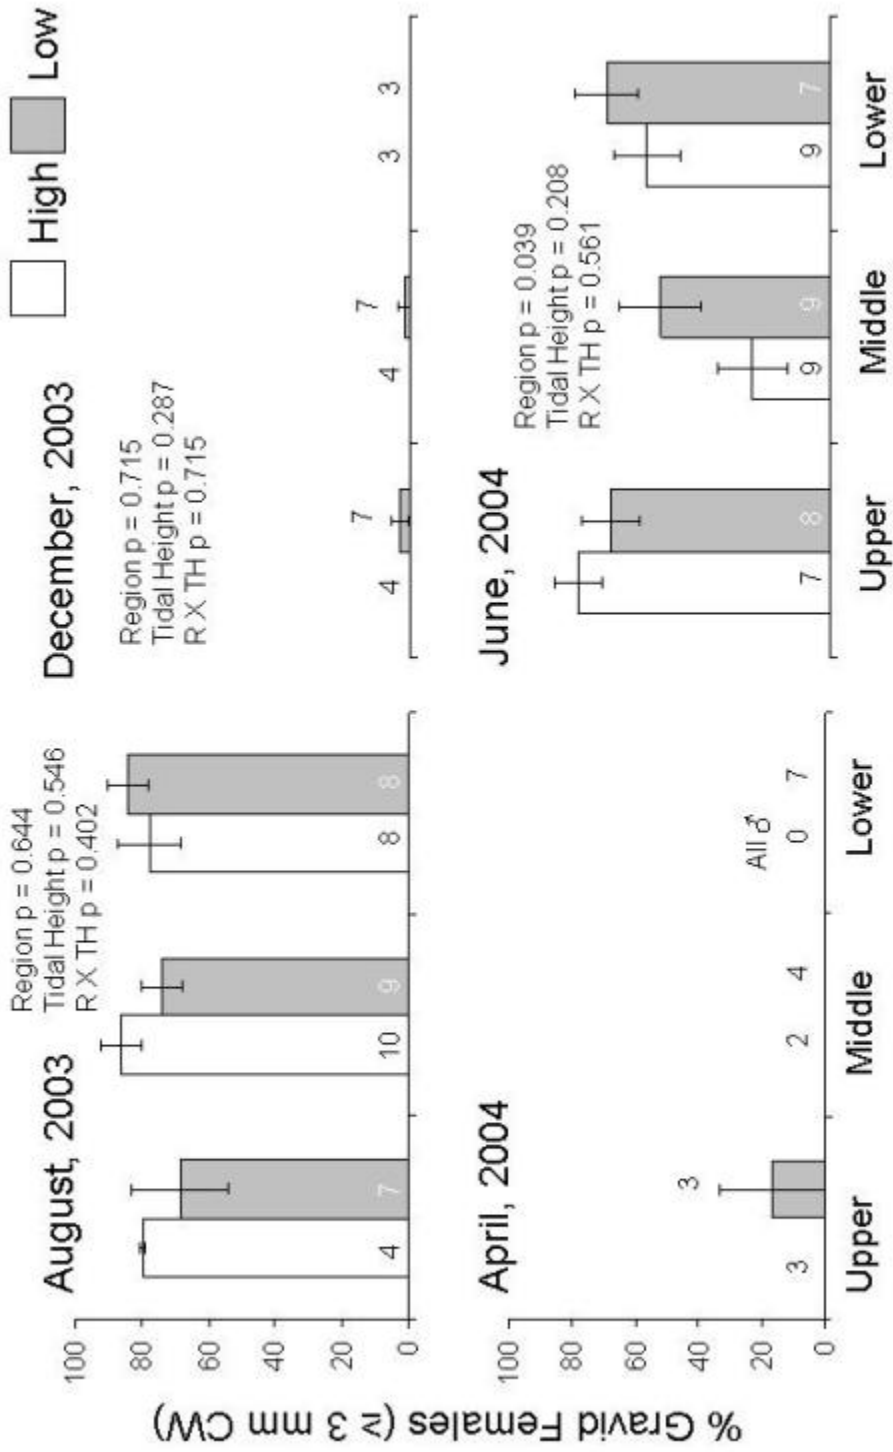 High Low
August, 2003
Region p = 0.644
Tidal Height p = 0.546
R X TH p = 0.402
100
80
60
40
20
0
4 7 10 9 8 8
December, 2003
Region p = 0.715
Tidal Height p = 0.287
R X TH p = 0.715
4 7 4 7 3 3
% Gravid Females (≥ 3 mm CW)
April, 2004
100
80
60
40
20
0
3 3 2 4 0 7
All ♂
Upper Middle Lower
June, 2004
Region p = 0.039
Tidal Height p = 0.208
R X TH p = 0.561
7 8 9 9 9 7
Upper Middle Lower